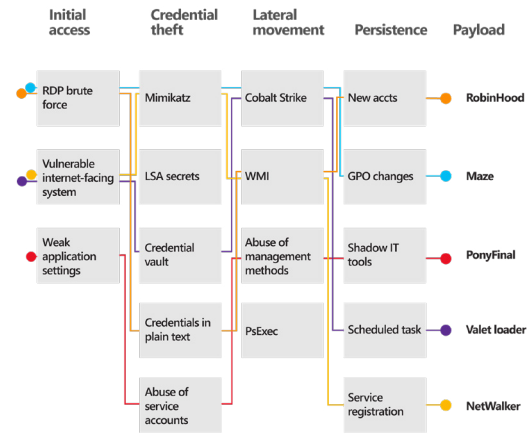 Initial
access
Credential
theft
Lateral
movement
Persistence
Payload
RDP brute
force
Mimikatz
Cobalt Strike
New accts
RobinHood
Vulnerable
internet-facing
system
LSA secrets
WMI
GPO changes
Maze
Weak
application
settings
Credential
vault
Abuse of
management
methods
Shadow IT
tools
PonyFinal
Credentials in
plain text
PsExec
Scheduled task
Valet loader
Abuse of
service
accounts
Service
registration
NetWalker